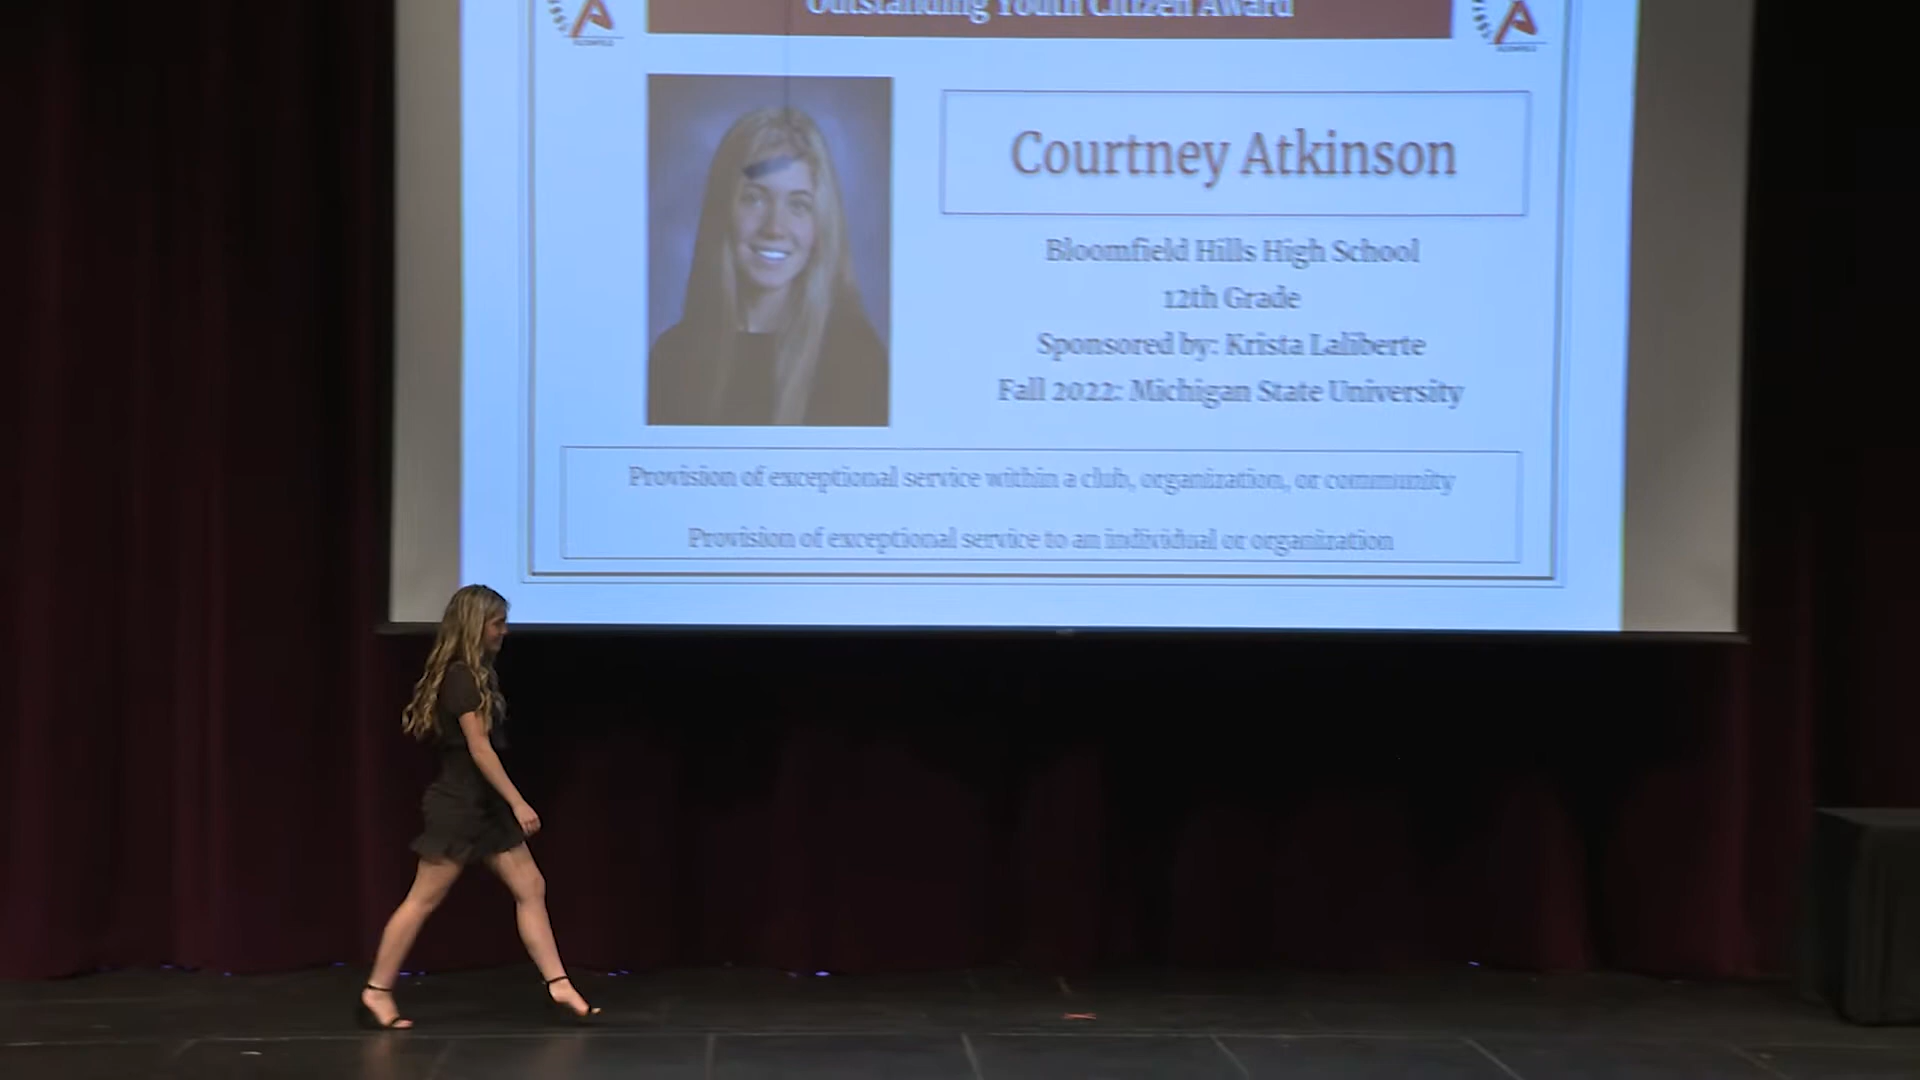 Outstanding Youth Citizen Award
Courtney Atkinson
Bloomfield Hills High School
12th Grade
Sponsored by: Krista Laliberte
Fall 2022: Michigan State University
Provision of exceptional service within a club, organization, or community
Provision of exceptional service to an individual or organization